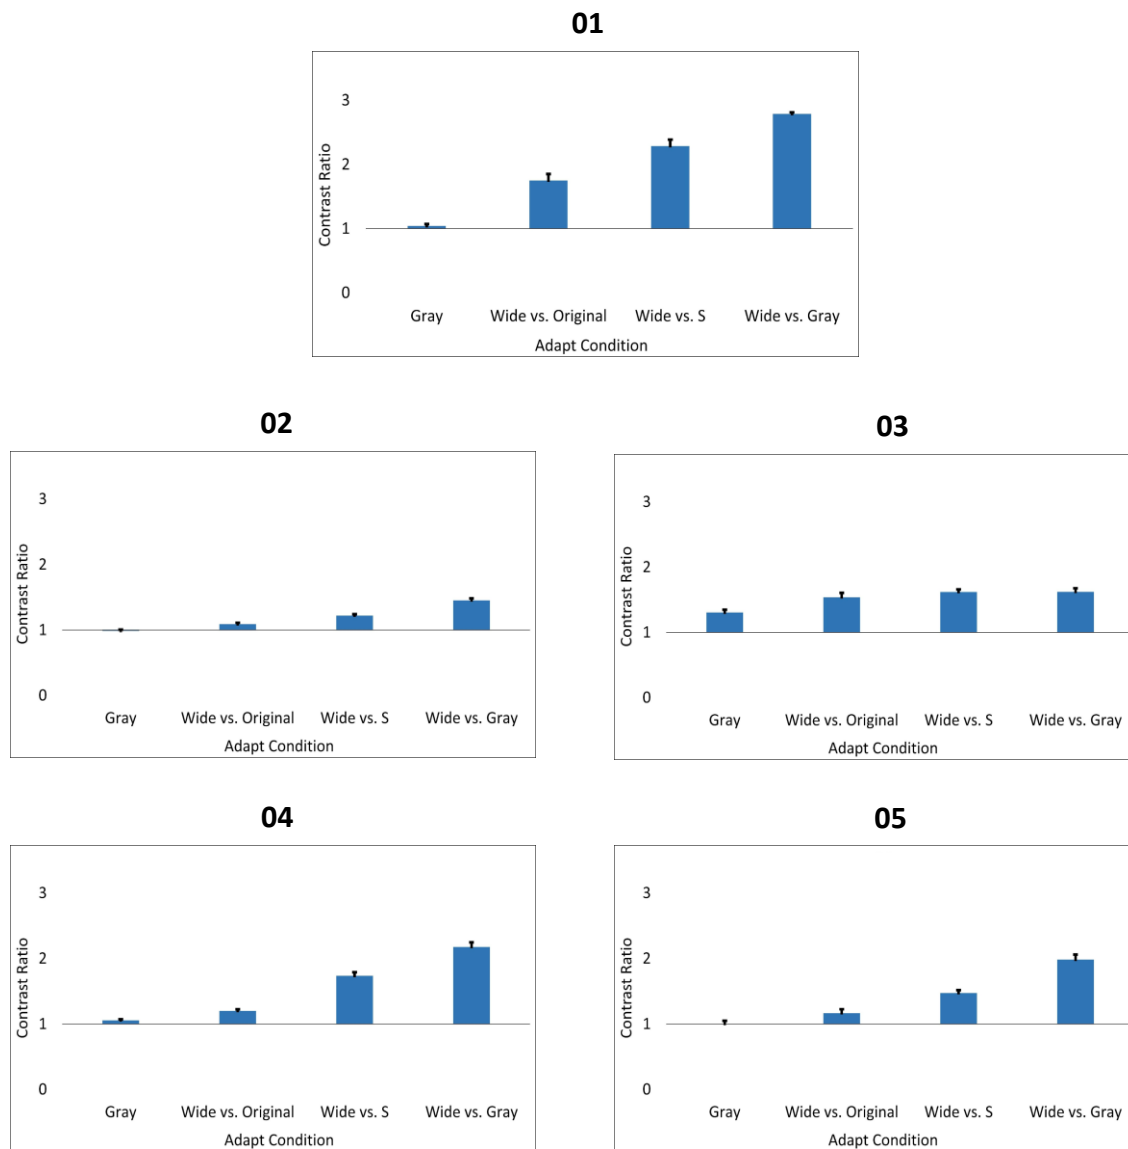 01
3
2
1
0
Contrast Ratio
Gray Wide vs. Original Wide vs. S Wide vs. Gray
Adapt Condition
02
3
2
1
0
Contrast Ratio
Gray Wide vs. Original Wide vs. S Wide vs. Gray
Adapt Condition
03
3
2
1
0
Contrast Ratio
Gray Wide vs. Original Wide vs. S Wide vs. Gray
Adapt Condition
04
3
2
1
0
Contrast Ratio
Gray Wide vs. Original Wide vs. S Wide vs. Gray
Adapt Condition
05
3
2
1
0
Contrast Ratio
Gray Wide vs. Original Wide vs. S Wide vs. Gray
Adapt Condition